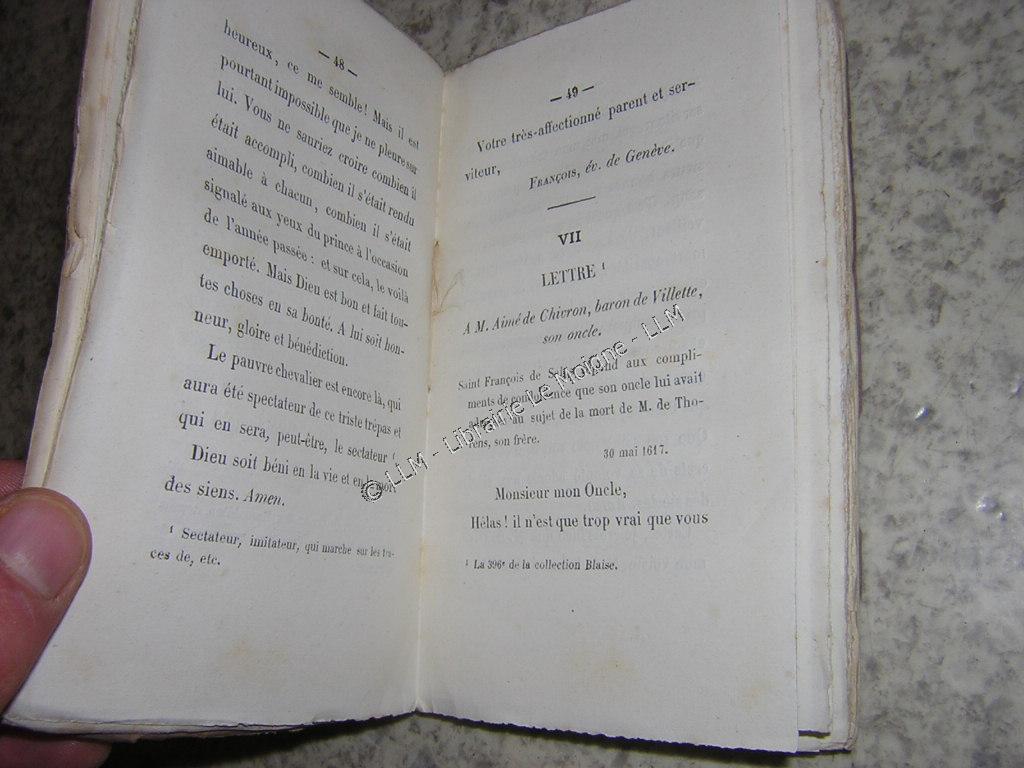 — 48 —
heureux, ce me semble! Mais il est
pourtant impossible que je ne pleure sur
lui. Vous ne sauriez croire combien il
était accompli, combien il s'était rendu
aimable à chacun, combien il s'était
signalé aux yeux du prince à l'occasion
de l'année passée : et sur cela, le voilà
emporté. Mais Dieu est bon et fait tou-
tes choses en sa bonté. A lui soit hon-
neur, gloire et bénédiction.
Le pauvre chevalier est encore là, qui
aura été spectateur de ce triste trépas et
qui en sera, peut-être, le sectateur ¹
Dieu soit béni en la vie et en mort
des siens. Amen.
¹ Sectateur, imitateur, qui marche sur les tra-
ces de, etc.
— 49 —
Votre très-affectionné parent et ser-
viteur,
FRANÇOIS, év. de Genève.
VII
LETTRE ¹
A M. Aimé de Chivron, baron de Villette,
son oncle.
Saint François de aux compli-
ments de que son oncle lui avait
au sujet de la mort de M. de Tho-
rens, son frère.
30 mai 1617.
Monsieur mon Oncle,
Hélas! il n'est que trop vrai que vous
¹ La 396ᵉ de la collection Blaise.
© LLM - Librairie Le Moigne - LLM